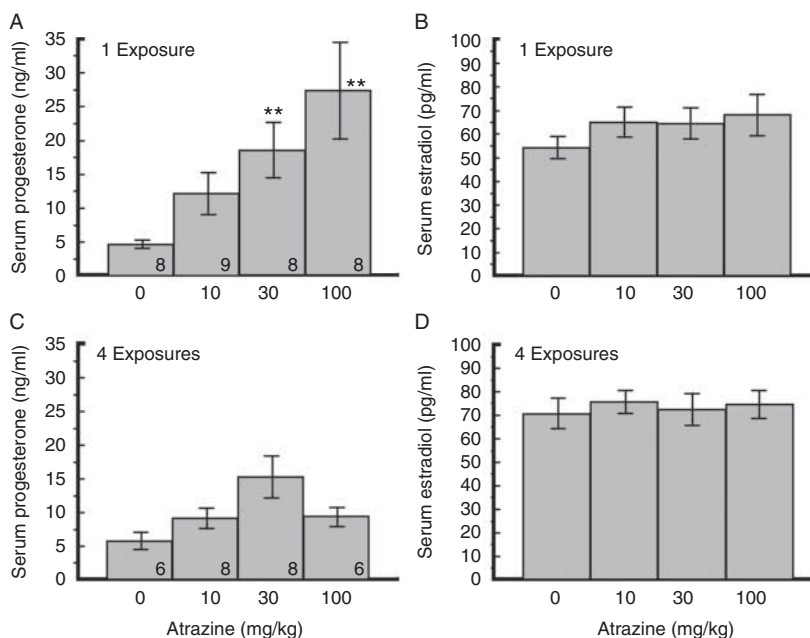 A
1 Exposure
Serum progesterone (ng/ml)
35
30
25
20
15
10
5
0
**
**
8
9
8
8
0 10 30 100
B
1 Exposure
Serum estradiol (pg/ml)
100
90
80
70
60
50
40
30
20
10
0
0 10 30 100
C
4 Exposures
Serum progesterone (ng/ml)
35
30
25
20
15
10
5
0
6
8
8
6
0 10 30 100
Atrazine (mg/kg)
D
4 Exposures
Serum estradiol (pg/ml)
100
90
80
70
60
50
40
30
20
10
0
0 10 30 100
Atrazine (mg/kg)